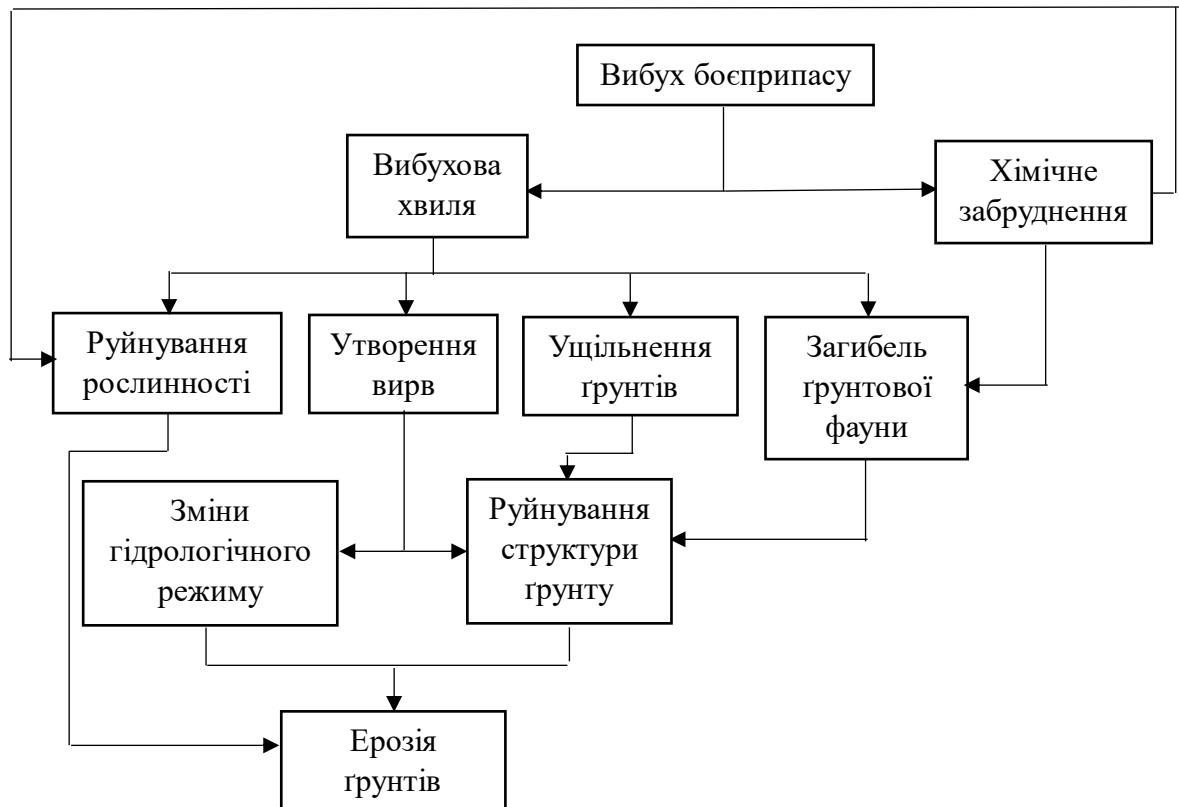 Вибух боєприпасу
Вибухова
хвиля
Хімічне
забруднення
Руйнування
рослинності
Утворення
вирв
Ущільнення
ґрунтів
Загибель
ґрунтової
фауни
Зміни
гідрологічного
режиму
Руйнування
структури
ґрунту
Ерозія
ґрунтів